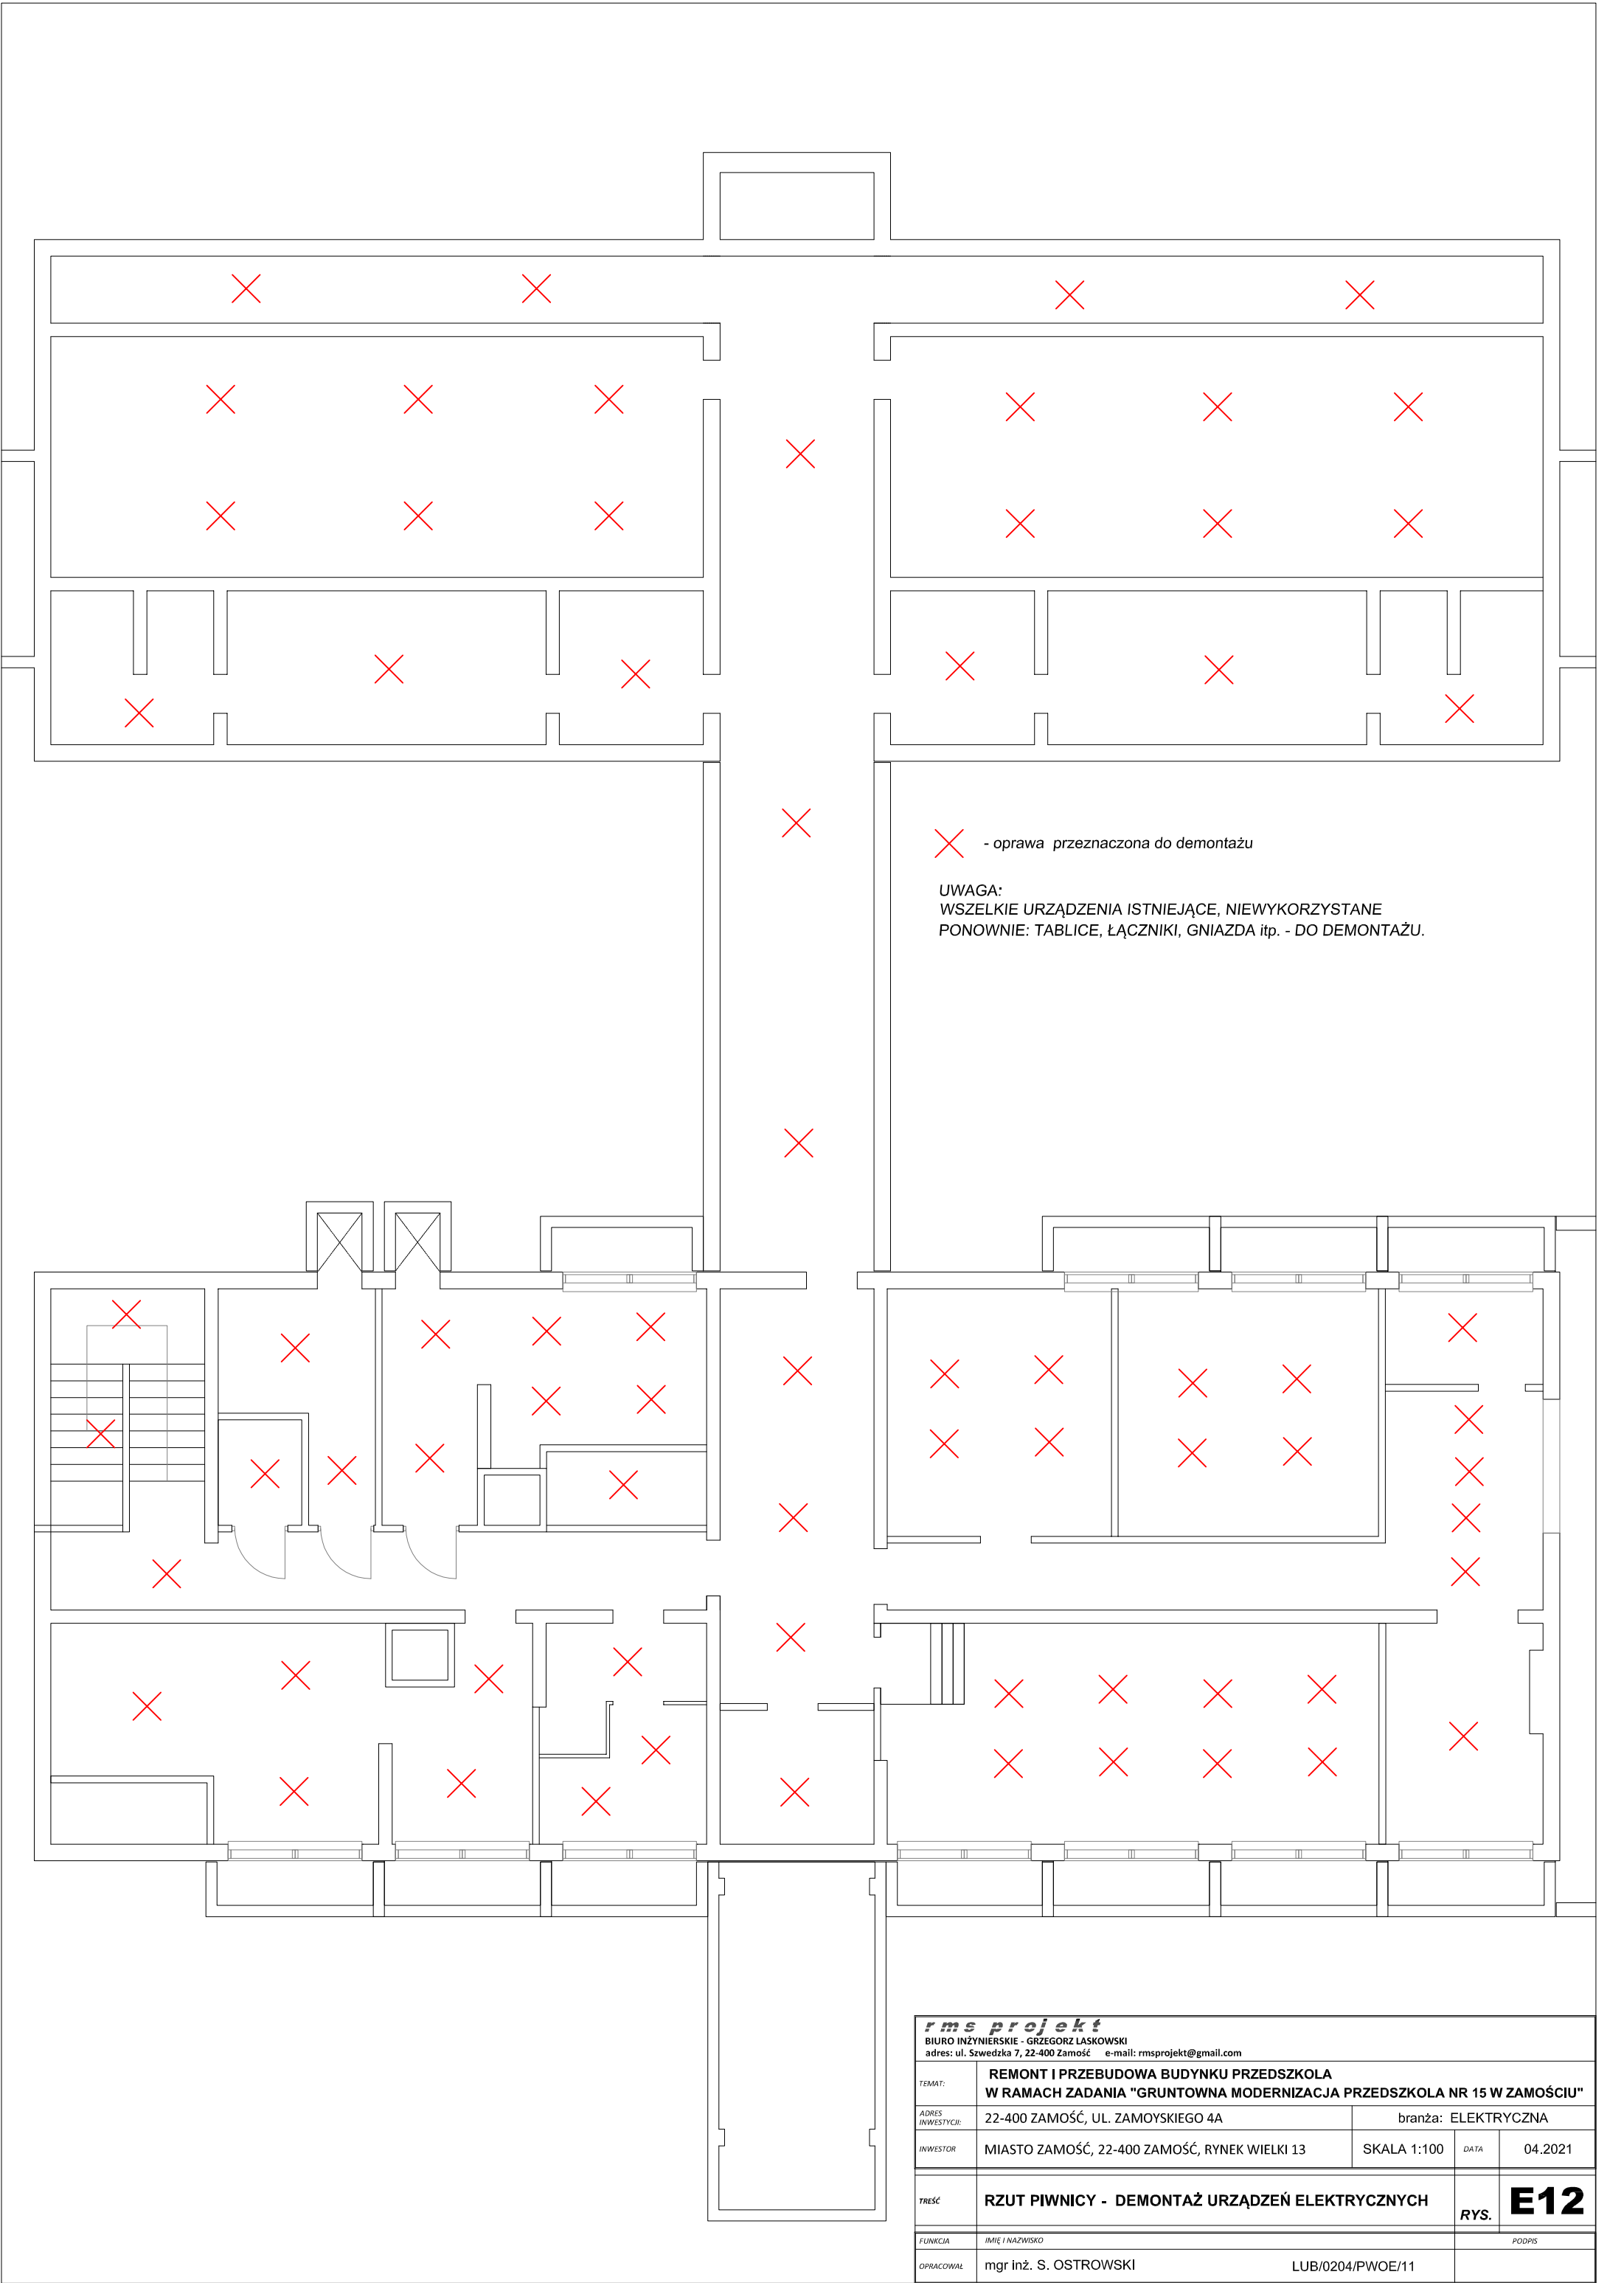 - oprawa przeznaczona do demontażu
UWAGA:
WSZELKIE URZĄDZENIA ISTNIEJĄCE, NIEWYKORZYSTANE
PONOWNIE: TABLICE, ŁĄCZNIKI, GNIAZDA itp. - DO DEMONTAŻU.
rms projekt
BIURO INŻYNIERSKIE - GRZEGORZ LASKOWSKI
adres: ul. Szwedzka 7, 22-400 Zamość e-mail: rmsprojekt@gmail.com
TEMAT: REMONT I PRZEBUDOWA BUDYNKU PRZEDSZKOLA
W RAMACH ZADANIA "GRUNTOWNA MODERNIZACJA PRZEDSZKOLA NR 15 W ZAMOŚCIU"
ADRES INWESTYCJI: 22-400 ZAMOŚĆ, UL. ZAMOYSKIEGO 4A branża: ELEKTRYCZNA
INWESTOR MIASTO ZAMOŚĆ, 22-400 ZAMOŚĆ, RYNEK WIELKI 13 SKALA 1:100 DATA 04.2021
TREŚĆ RZUT PIWNICY - DEMONTAŻ URZĄDZEŃ ELEKTRYCZNYCH RYS. E12
FUNKCJA IMIĘ I NAZWISKO PODPIS
OPRACOWAŁ mgr inż. S. OSTROWSKI LUB/0204/PWOE/11